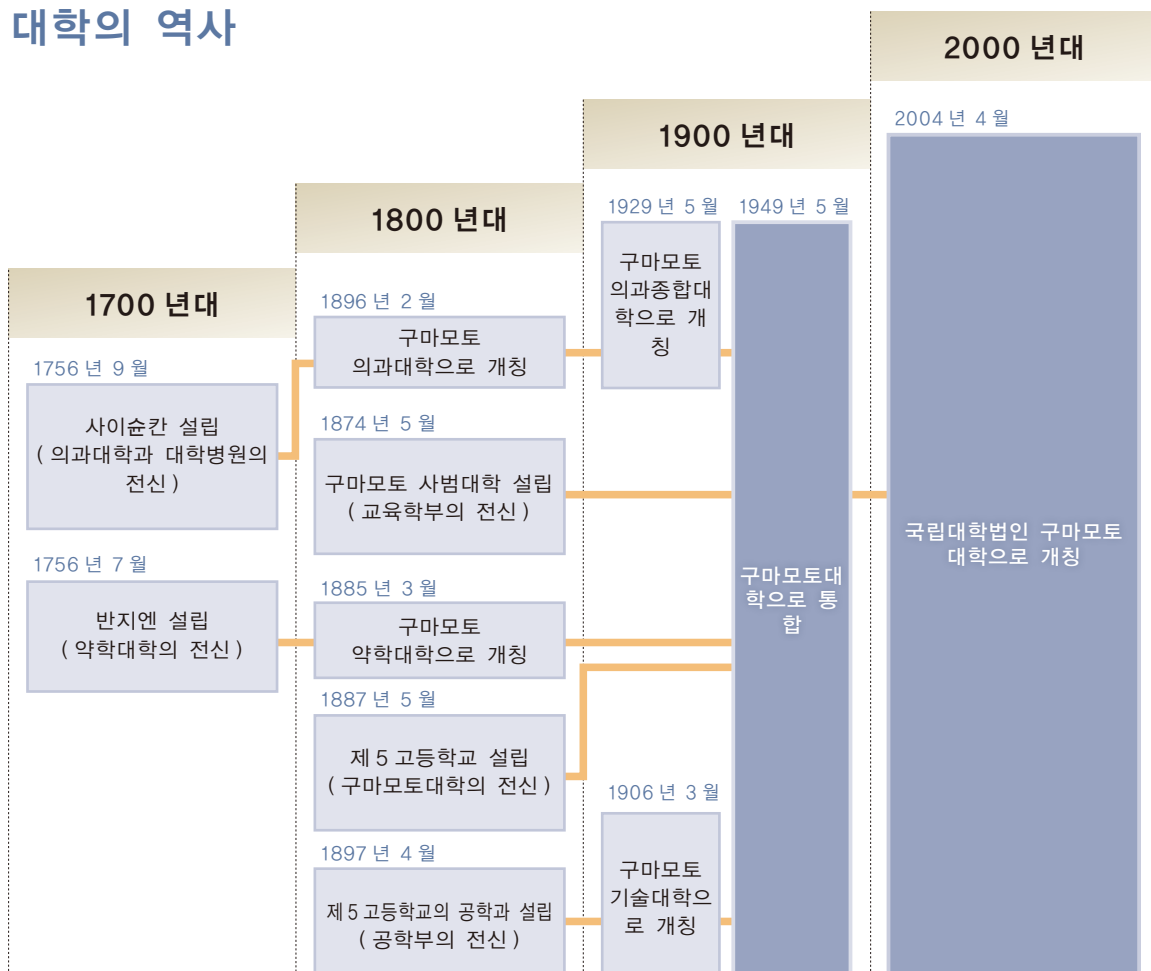 대학의 역사
1700 년대
1756 년 9 월
사이슌칸 설립
( 의과대학과 대학병원의
전신 )
1756 년 7 월
반지엔 설립
( 약학대학의 전신 )
1800 년대
1896 년 2 월
구마모토
의과대학으로 개칭
1874 년 5 월
구마모토 사범대학 설립
( 교육학부의 전신 )
1885 년 3 월
구마모토
약학대학으로 개칭
1887 년 5 월
제 5 고등학교 설립
( 구마모토대학의 전신 )
1897 년 4 월
제 5 고등학교의 공학과 설립
( 공학부의 전신 )
1900 년대
1929 년 5 월
구마모토
의과종합대
학으로 개
칭
1906 년 3 월
구마모토
기술대학으
로 개칭
1949 년 5 월
구마모토대
학으로 통
합
2000 년대
2004 년 4 월
국립대학법인 구마모토
대학으로 개칭